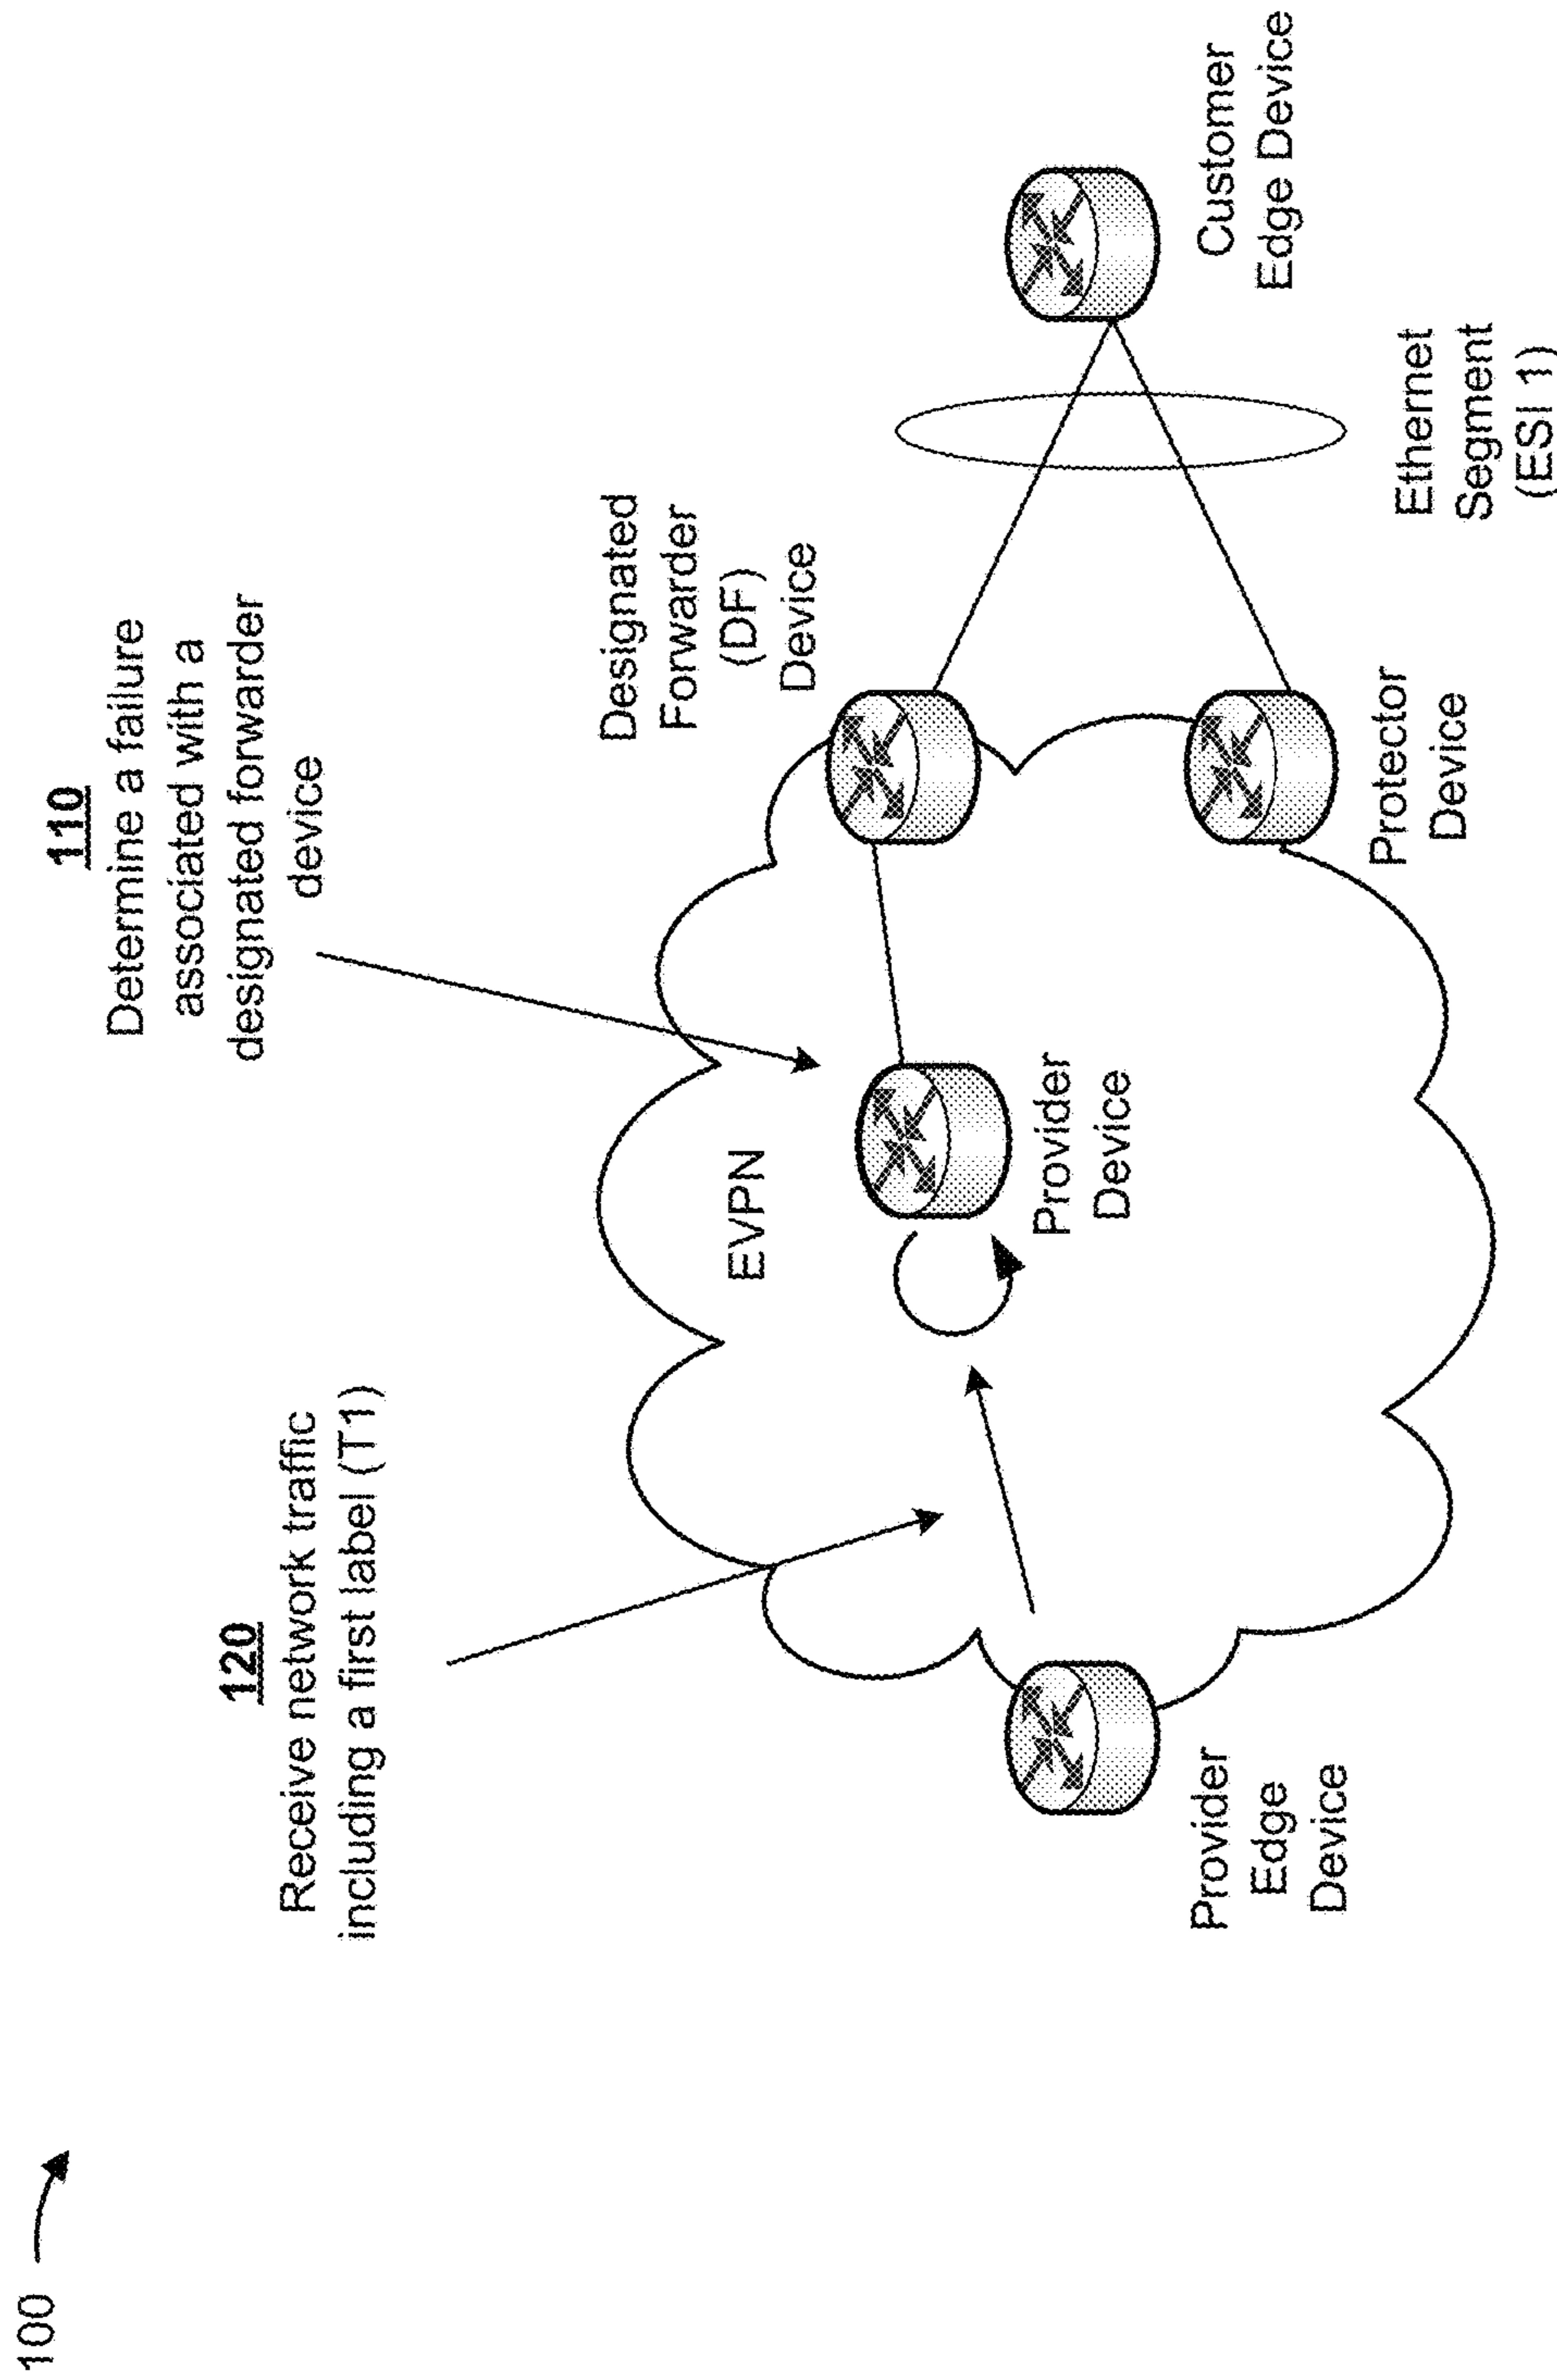 100
110
Determine a failure
associated with a
designated forwarder
device
120
Receive network traffic
including a first label (T1)
EVPN
Designated
Forwarder
(DF)
Device
Customer
Edge Device
Provider
Device
Provider
Edge
Device
Protector
Device
Ethernet
Segment
(ESI 1)